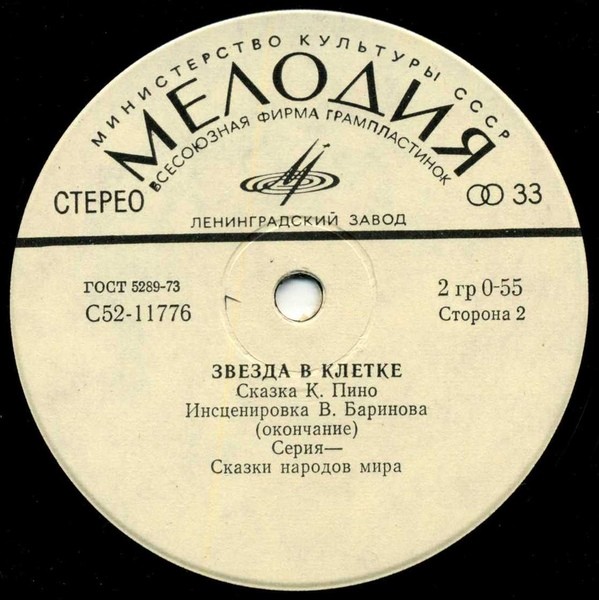 МИНИСТЕРСТВО КУЛЬТУРЫ СССР
МЕЛОДИЯ
ВСЕСОЮЗНАЯ ФИРМА ГРАМПЛАСТИНОК
СТЕРЕО
33
ЛЕНИНГРАДСКИЙ ЗАВОД
ГОСТ 5289-73
2 гр 0-55
С52-11776
Сторона 2
ЗВЕЗДА В КЛЕТКЕ
Сказка К. Пино
Инсценировка В. Баринова
(окончание)
Серия—
Сказки народов мира